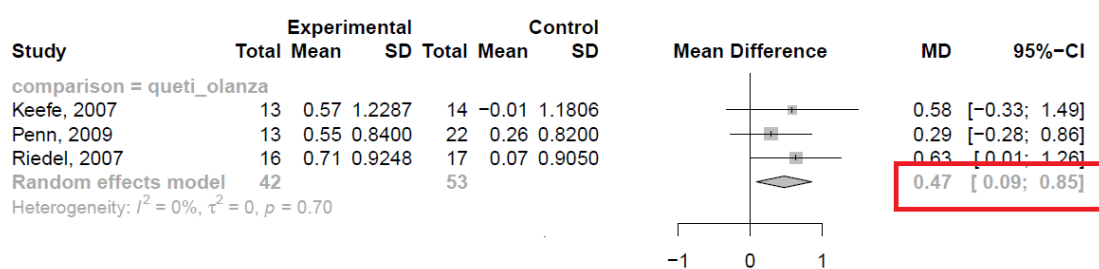 Experimental Control
Study Total Mean SD Total Mean SD Mean Difference MD 95%−CI
comparison = queti_olanza
Keefe, 2007 13 0.57 1.2287 14 −0.01 1.1806 0.58 [−0.33; 1.49]
Penn, 2009 13 0.55 0.8400 22 0.26 0.8200 0.29 [−0.28; 0.86]
Riedel, 2007 16 0.71 0.9248 17 0.07 0.9050 0.63 [ 0.01; 1.26]
Random effects model 42 53 0.47 [ 0.09; 0.85]
Heterogeneity: I² = 0%, τ² = 0, p = 0.70
−1 0 1